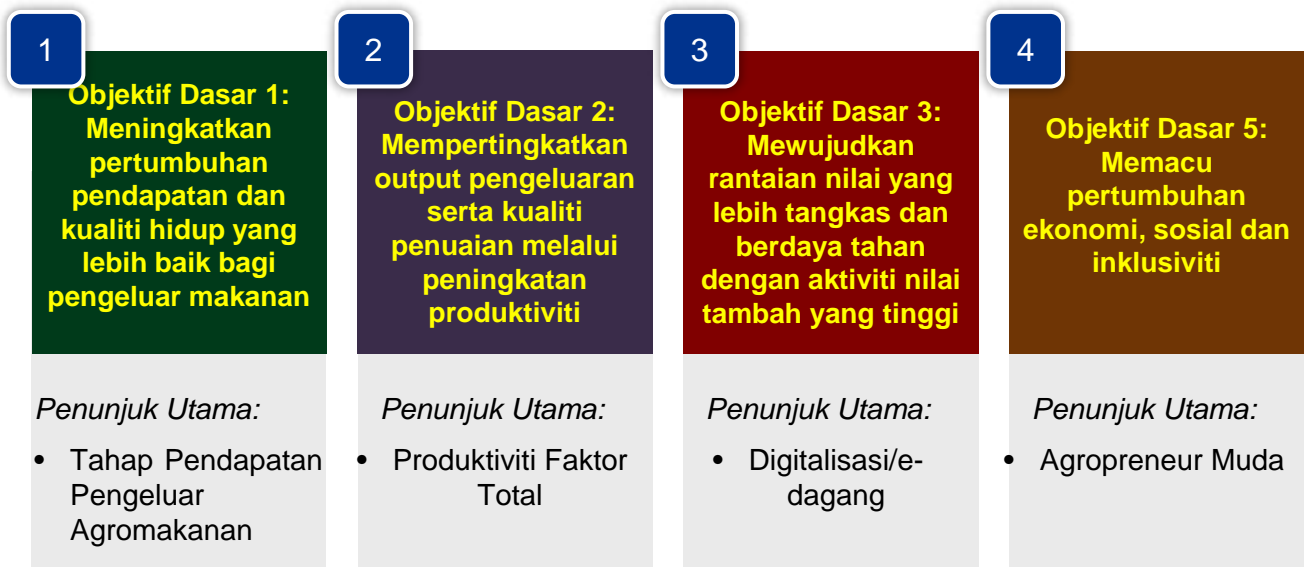 1
Objektif Dasar 1:
Meningkatkan
pertumbuhan
pendapatan dan
kualiti hidup yang
lebih baik bagi
pengeluar makanan
Penunjuk Utama:
• Tahap Pendapatan
Pengeluar
Agromakanan
2
Objektif Dasar 2:
Mempertingkatkan
output pengeluaran
serta kualiti
penuaian melalui
peningkatan
produktiviti
Penunjuk Utama:
• Produktiviti Faktor
Total
3
Objektif Dasar 3:
Mewujudkan
rantaian nilai yang
lebih tangkas dan
berdaya tahan
dengan aktiviti nilai
tambah yang tinggi
Penunjuk Utama:
• Digitalisasi/e-
dagang
4
Objektif Dasar 5:
Memacu
pertumbuhan
ekonomi, sosial dan
inklusiviti
Penunjuk Utama:
• Agropreneur Muda